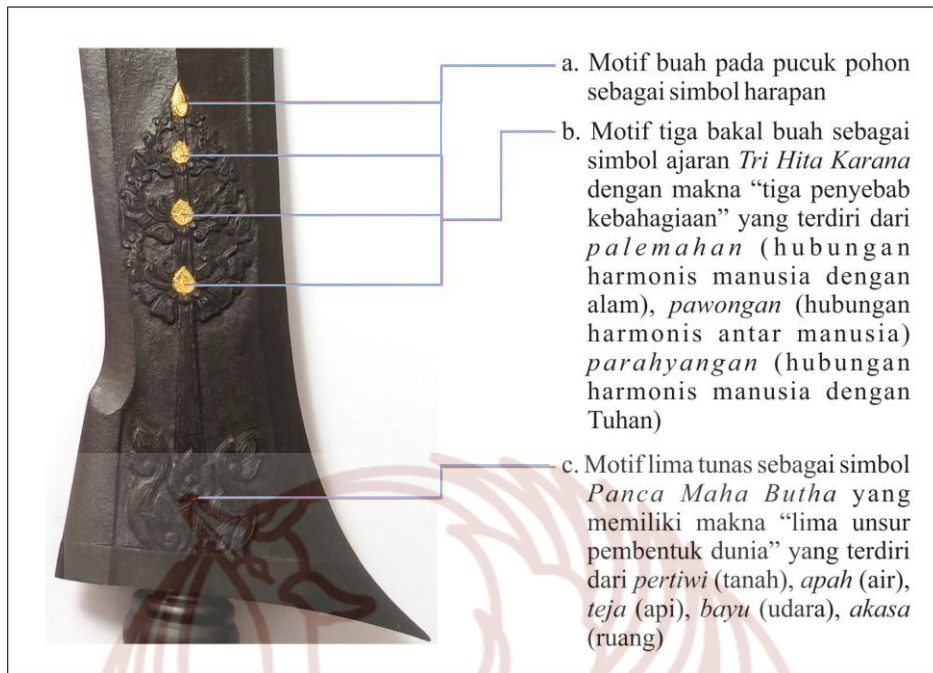 a. Motif buah pada pucuk pohon
sebagai simbol harapan
b. Motif tiga bakal buah sebagai
simbol ajaran Tri Hita Karana
dengan makna “tiga penyebab
kebahagiaan” yang terdiri dari
palemahan (hubungan
harmonis manusia dengan
alam), pawongan (hubungan
harmonis antar manusia)
parahyangan (hubungan
harmonis manusia dengan
Tuhan)
c. Motif lima tunas sebagai simbol
Panca Maha Butha yang
memiliki makna “lima unsur
pembentuk dunia” yang terdiri
dari pertiwi (tanah), apah (air),
teja (api), bayu (udara), akasa
(ruang)